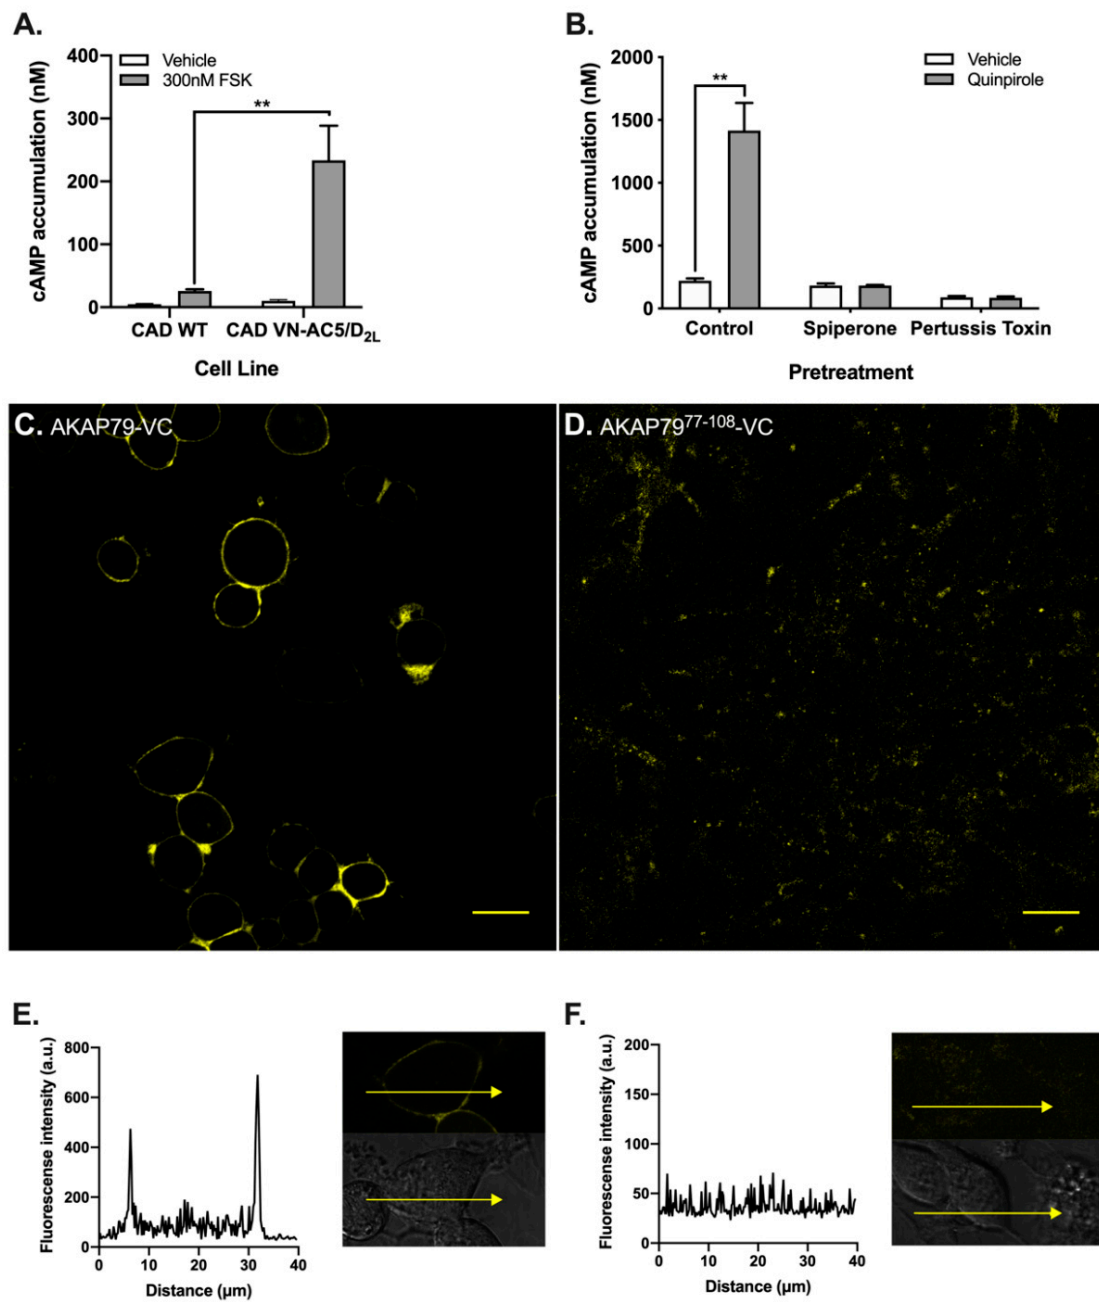 A.
Vehicle
300nM FSK
cAMP accumulation (nM)
400
300
200
100
0
**
CAD WT
CAD VN-AC5/D2L
Cell Line
B.
Vehicle
Quinpirole
cAMP accumulation (nM)
2000
1500
1000
500
0
**
Control
Spiperone
Pertussis Toxin
Pretreatment
C. AKAP79-VC
D. AKAP79⁷⁷⁻¹⁰⁸-VC
E.
Fluorescense intensity (a.u.)
800
600
400
200
0
0
10
20
30
40
Distance (μm)
F.
Fluorescense intensity (a.u.)
200
150
100
50
0
0
10
20
30
40
Distance (μm)